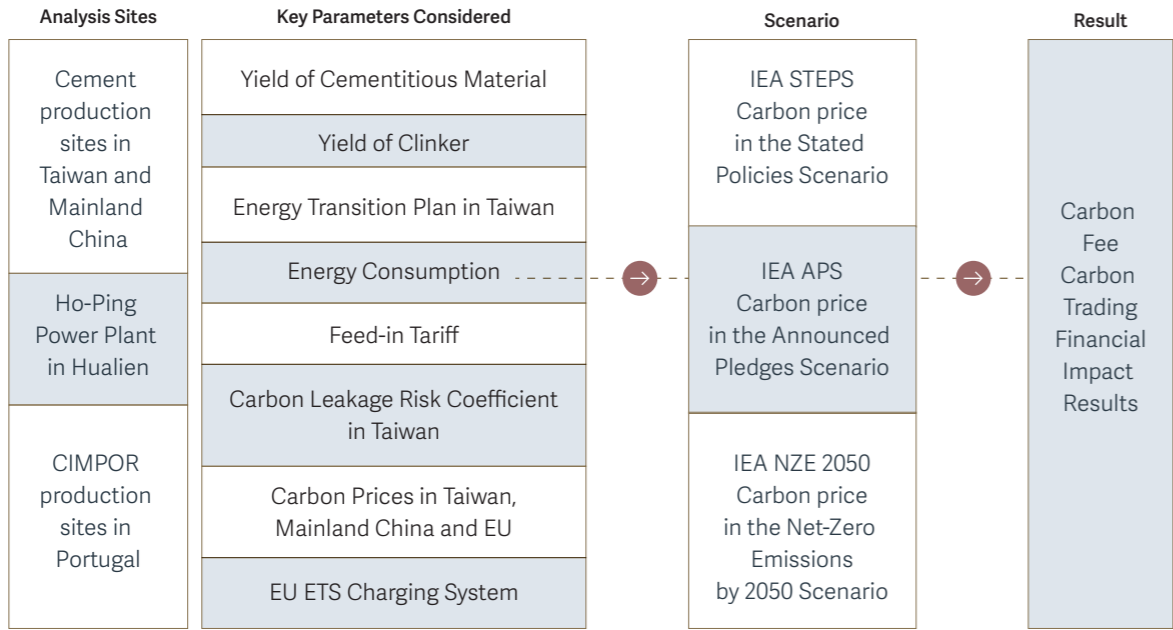 Analysis Sites
Cement
production
sites in
Taiwan and
Mainland
China
Ho-Ping
Power Plant
in Hualien
CIMPOR
production
sites in
Portugal
Key Parameters Considered
Yield of Cementitious Material
Yield of Clinker
Energy Transition Plan in Taiwan
Energy Consumption
Feed-in Tariff
Carbon Leakage Risk Coefficient
in Taiwan
Carbon Prices in Taiwan,
Mainland China and EU
EU ETS Charging System
Scenario
IEA STEPS
Carbon price
in the Stated
Policies Scenario
IEA APS
Carbon price
in the Announced
Pledges Scenario
IEA NZE 2050
Carbon price
in the Net-Zero
Emissions
by 2050 Scenario
Result
Carbon
Fee
Carbon
Trading
Financial
Impact
Results